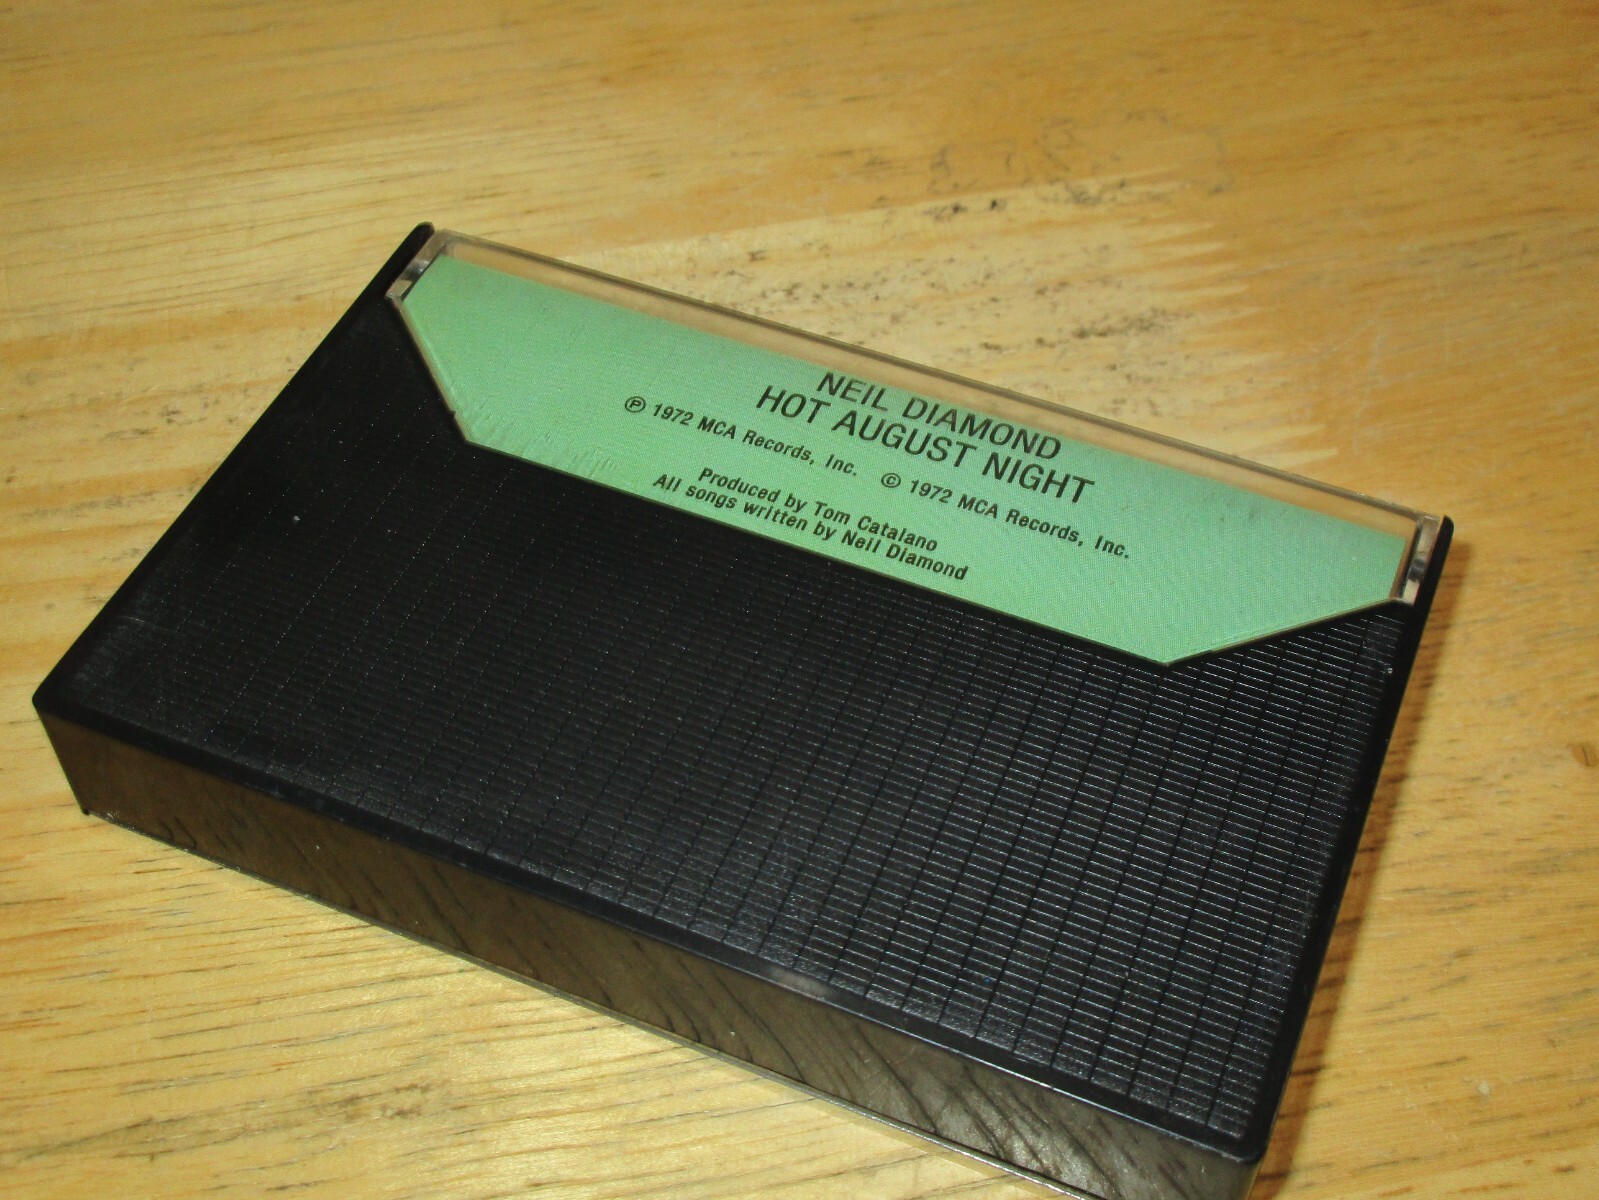 NEIL DIAMOND
HOT AUGUST NIGHT
℗ 1972 MCA Records, Inc. © 1972 MCA Records, Inc.
Produced by Tom Catalano
All songs written by Neil Diamond